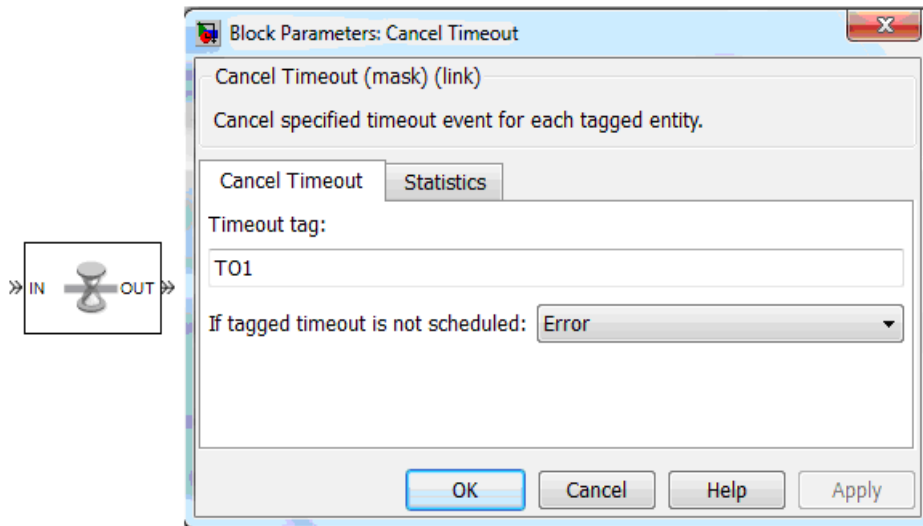 Block Parameters: Cancel Timeout
Cancel Timeout (mask) (link)
Cancel specified timeout event for each tagged entity.
Cancel Timeout Statistics
Timeout tag:
TO1
If tagged timeout is not scheduled: Error
IN OUT
OK Cancel Help Apply